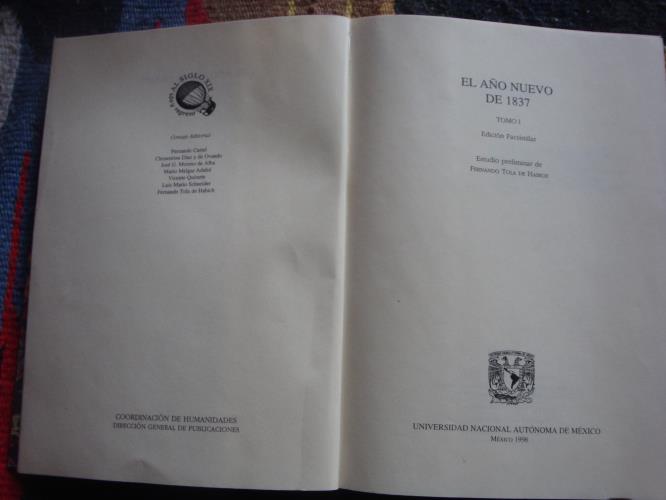 AL SIGLO XIX
Ida y regreso
Consejo Editorial
Fernando Curiel
Clementina Díaz y de Ovando
José G. Moreno de Alba
Mario Melgar Adalid
Vicente Quirarte
Luis Mario Schneider
Fernando Tola de Habich
COORDINACIÓN DE HUMANIDADES
DIRECCIÓN GENERAL DE PUBLICACIONES
EL AÑO NUEVO
DE 1837
TOMO I
Edición Facsimilar
Estudio preliminar de
FERNANDO TOLA DE HABICH
UNIVERSIDAD NACIONAL AUTÓNOMA DE MÉXICO
MÉXICO 1996